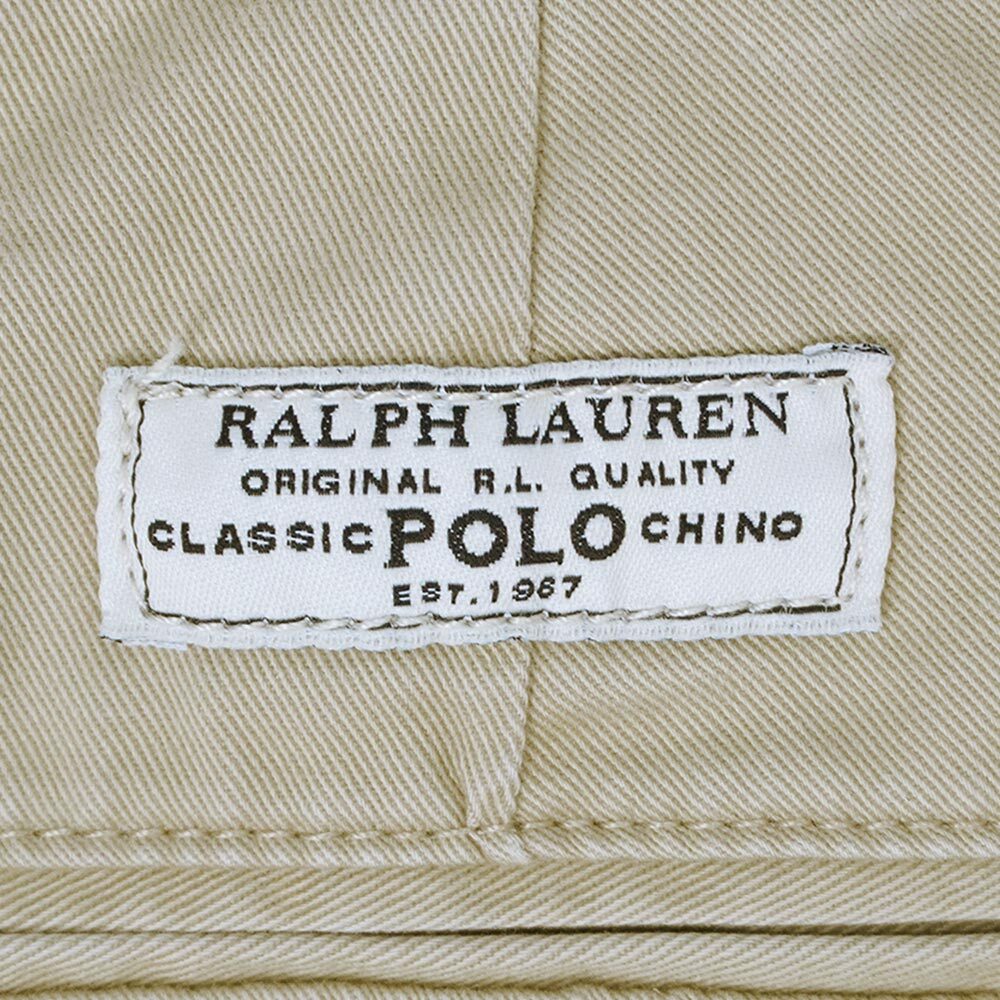 RALPH LAUREN
ORIGINAL R.L. QUALITY
CLASSIC POLO CHINO
EST. 1967